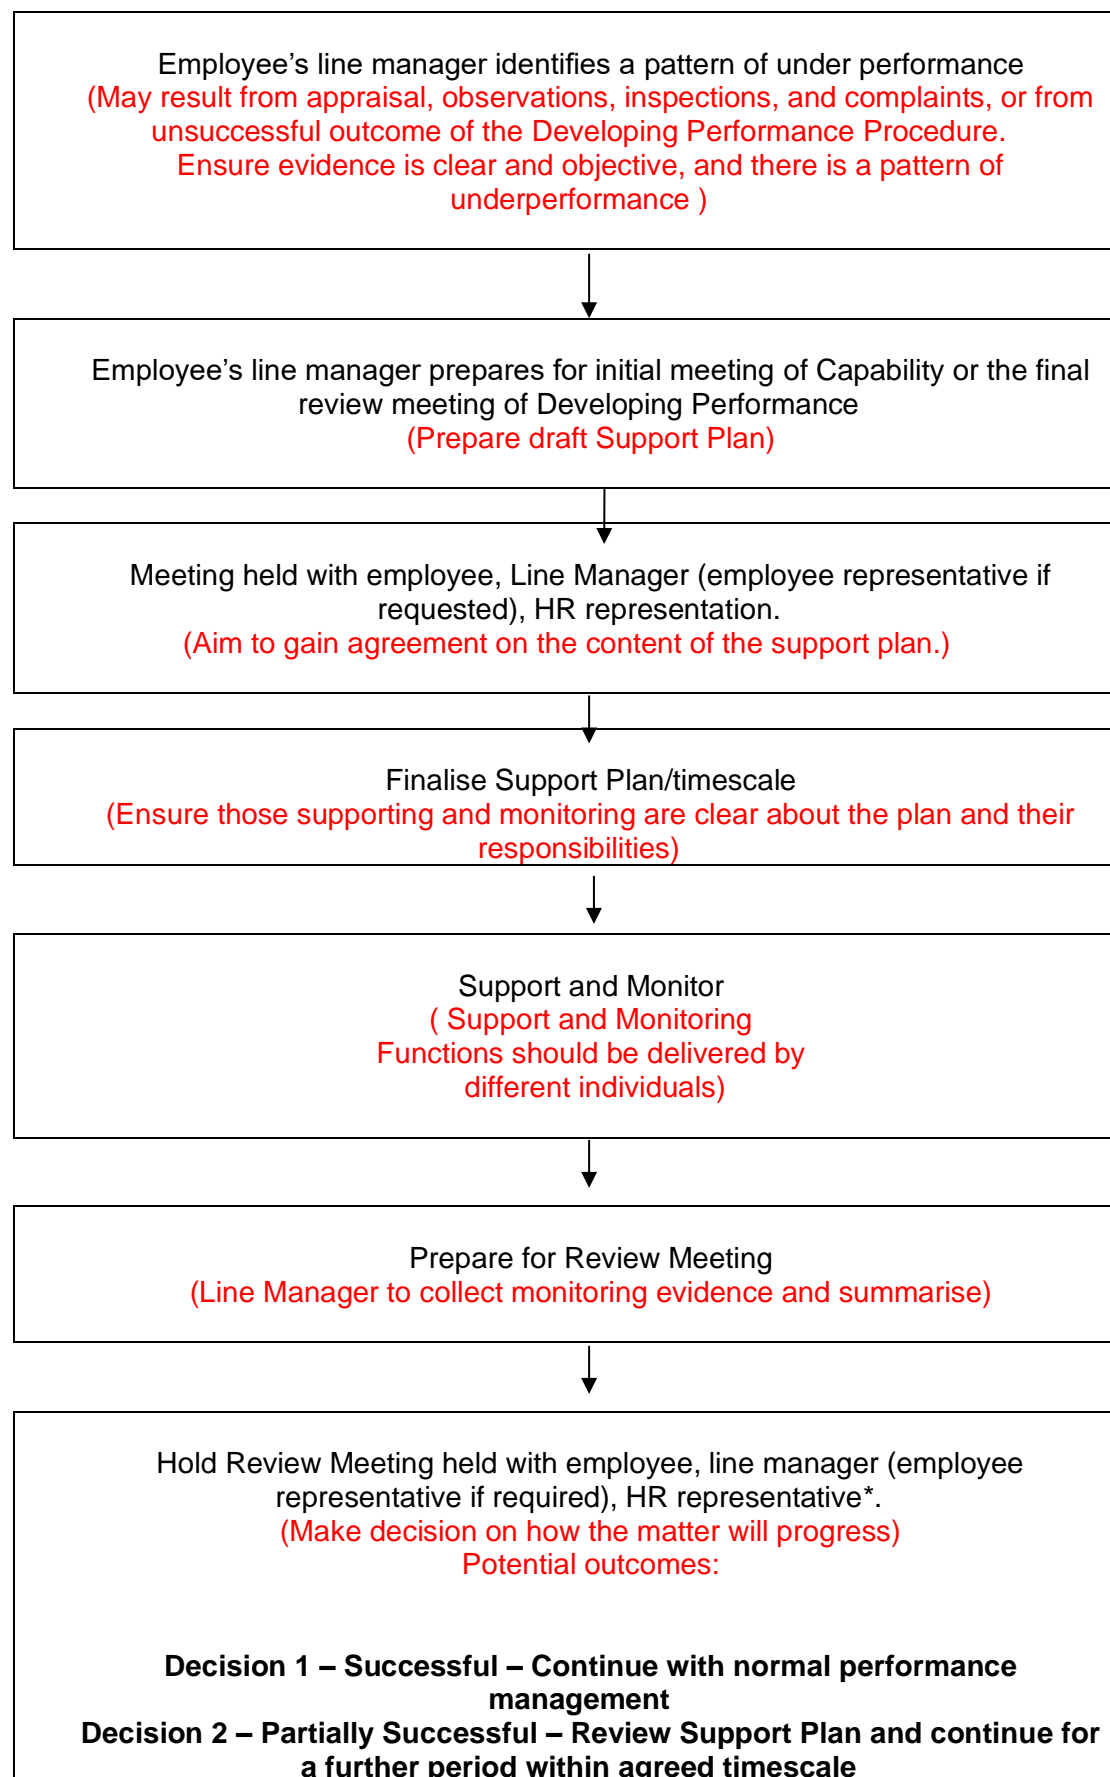 Employee’s line manager identifies a pattern of under performance
(May result from appraisal, observations, inspections, and complaints, or from
unsuccessful outcome of the Developing Performance Procedure.
Ensure evidence is clear and objective, and there is a pattern of
underperformance )
Employee’s line manager prepares for initial meeting of Capability or the final
review meeting of Developing Performance
(Prepare draft Support Plan)
Meeting held with employee, Line Manager (employee representative if
requested), HR representation.
(Aim to gain agreement on the content of the support plan.)
Finalise Support Plan/timescale
(Ensure those supporting and monitoring are clear about the plan and their
responsibilities)
Support and Monitor
( Support and Monitoring
Functions should be delivered by
different individuals)
Prepare for Review Meeting
(Line Manager to collect monitoring evidence and summarise)
Hold Review Meeting held with employee, line manager (employee
representative if required), HR representative*.
(Make decision on how the matter will progress)
Potential outcomes:
Decision 1 – Successful – Continue with normal performance
management
Decision 2 – Partially Successful – Review Support Plan and continue for
a further period within agreed timescale